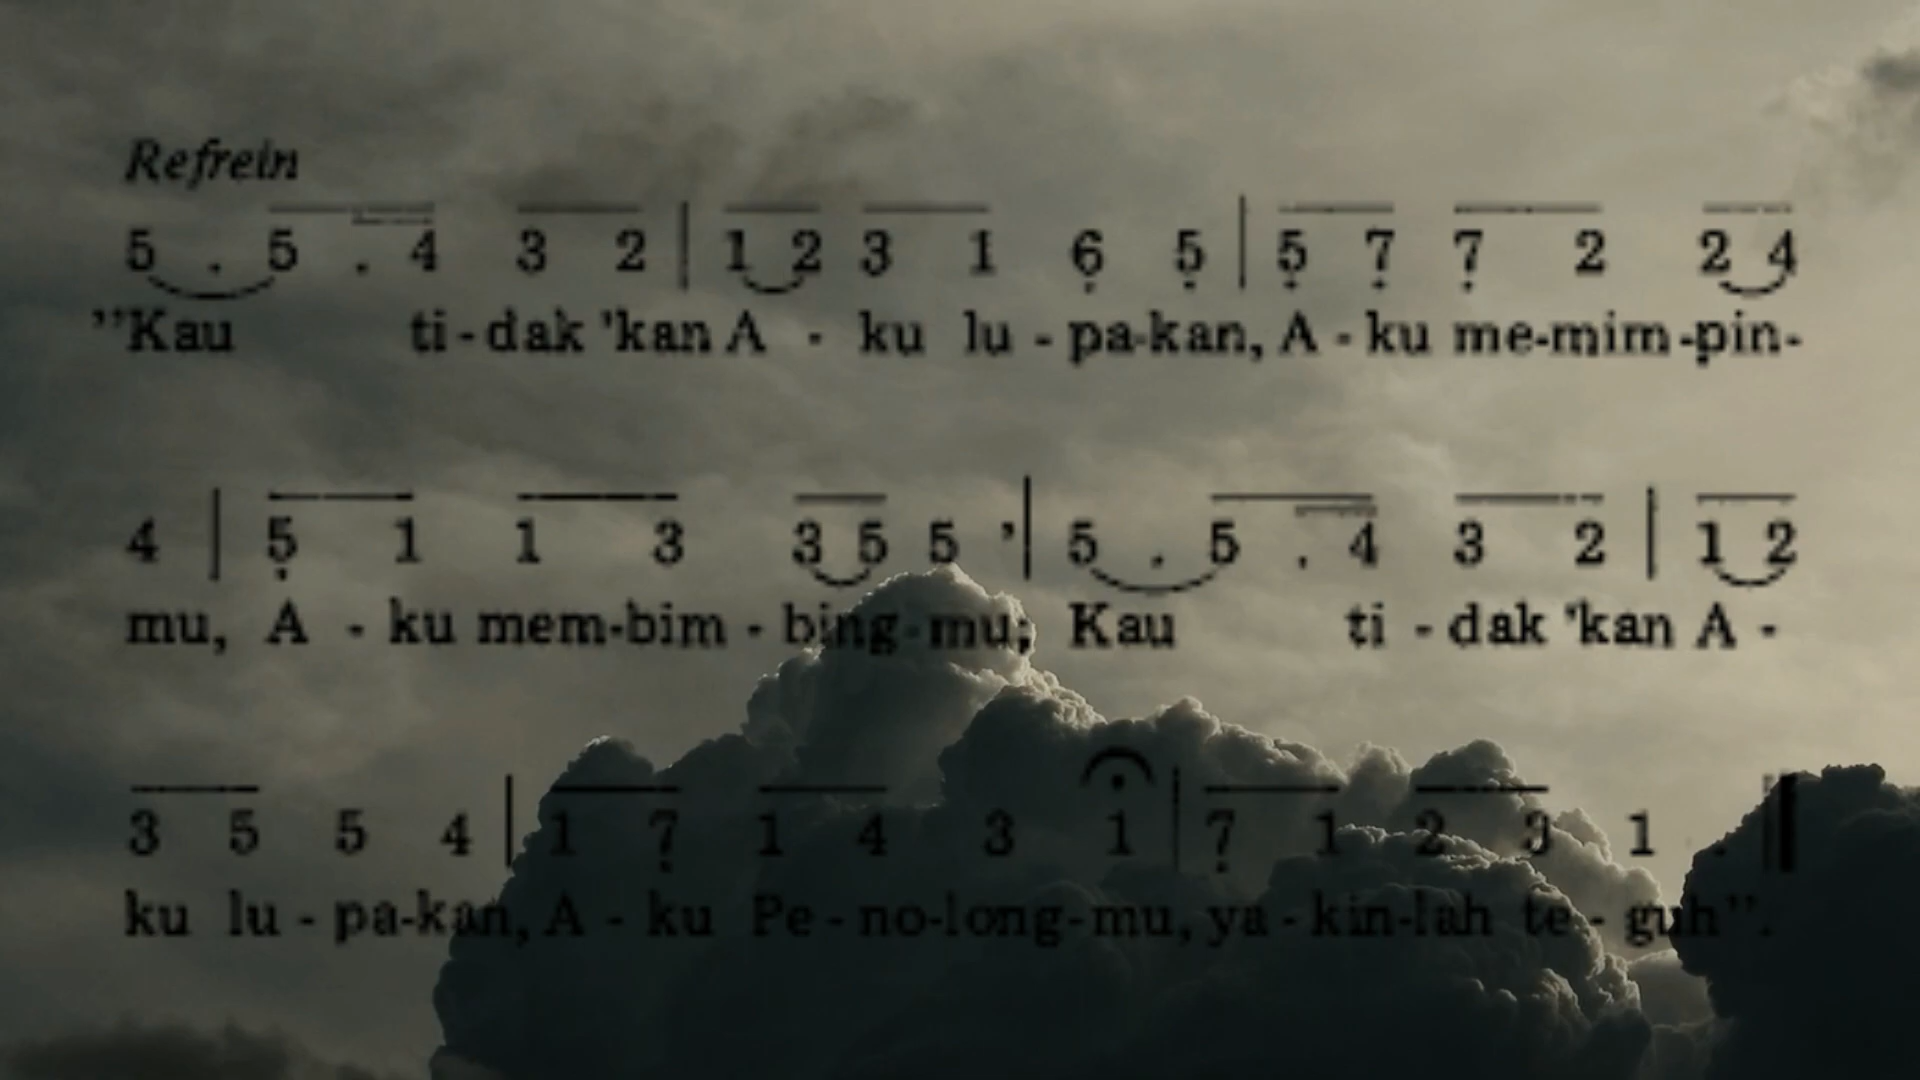 Refrein
5 . 5 . 4 3 2 | 1 2 3 1 6̣ 5̣ | 5̣ 7̣ 7̣ 2 2 4
’’Kau ti - dak ’kan A - ku lu - pa-kan, A - ku me-mim-pin-
4 | 5̣ 1 1 3 3 5 5 ’| 5 . 5 . 4 3 2 | 1 2
mu, A - ku mem-bim - bing-mu; Kau ti - dak ’kan A -
3 5 5 4 | 1 7̣ 1 4 3 1 | 7̣ 1 2 3 1 . ||
ku lu - pa-kan, A - ku Pe - no-long-mu, ya - kin-lah te - guh’’.